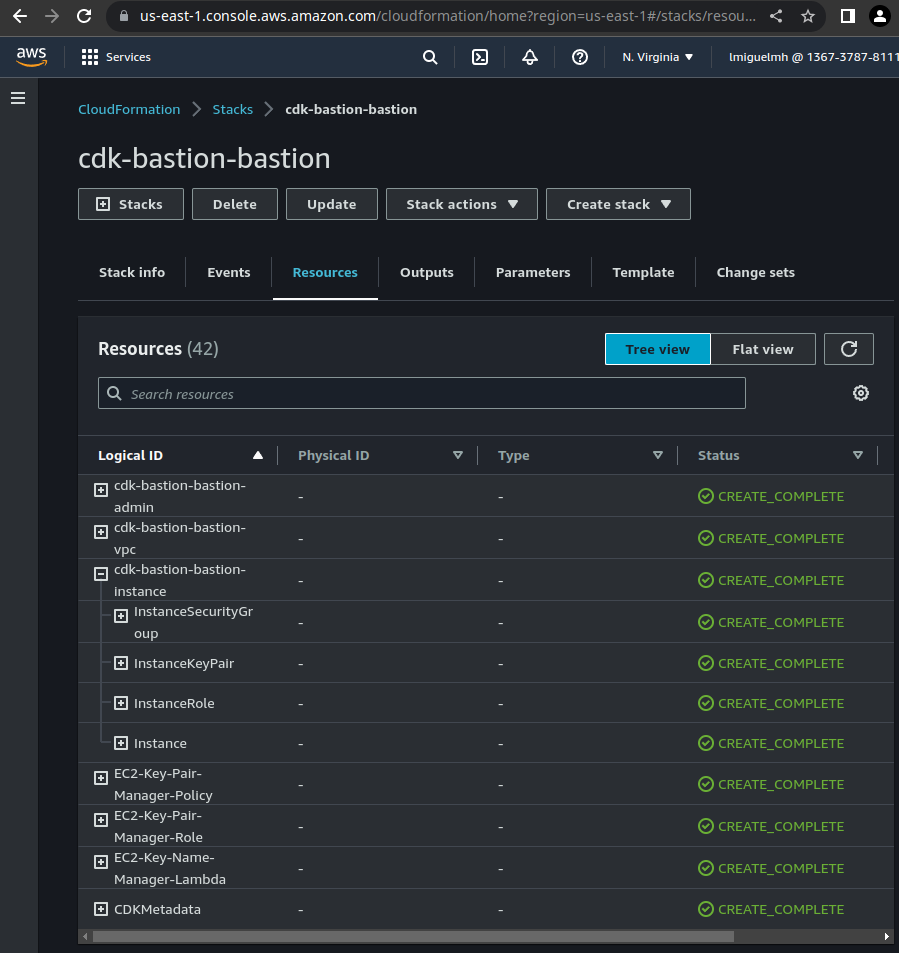 us-east-1.console.aws.amazon.com/cloudformation/home?region=us-east-1#/stacks/resou...
aws
Services
N. Virginia
lmiguelmh @ 1367-3787-8111
CloudFormation
Stacks
cdk-bastion-bastion
cdk-bastion-bastion
Stacks
Delete
Update
Stack actions
Create stack
Stack info
Events
Resources
Outputs
Parameters
Template
Change sets
Resources (42)
Tree view
Flat view
Search resources
Logical ID
Physical ID
Type
Status
cdk-bastion-bastion-
admin
-
-
CREATE_COMPLETE
cdk-bastion-bastion-
vpc
-
-
CREATE_COMPLETE
cdk-bastion-bastion-
instance
-
-
CREATE_COMPLETE
InstanceSecurityGr
oup
-
-
CREATE_COMPLETE
InstanceKeyPair
-
-
CREATE_COMPLETE
InstanceRole
-
-
CREATE_COMPLETE
Instance
-
-
CREATE_COMPLETE
EC2-Key-Pair-
Manager-Policy
-
-
CREATE_COMPLETE
EC2-Key-Pair-
Manager-Role
-
-
CREATE_COMPLETE
EC2-Key-Name-
Manager-Lambda
-
-
CREATE_COMPLETE
CDKMetadata
-
-
CREATE_COMPLETE